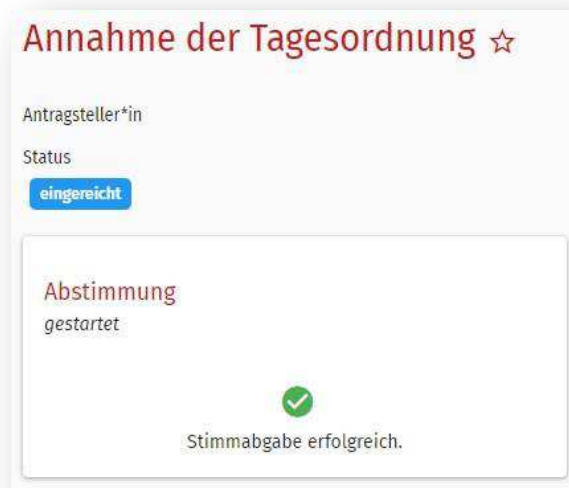 Annahme der Tagesordnung
Antragsteller*in
Status
eingereicht
Abstimmung
gestartet
Stimmabgabe erfolgreich.